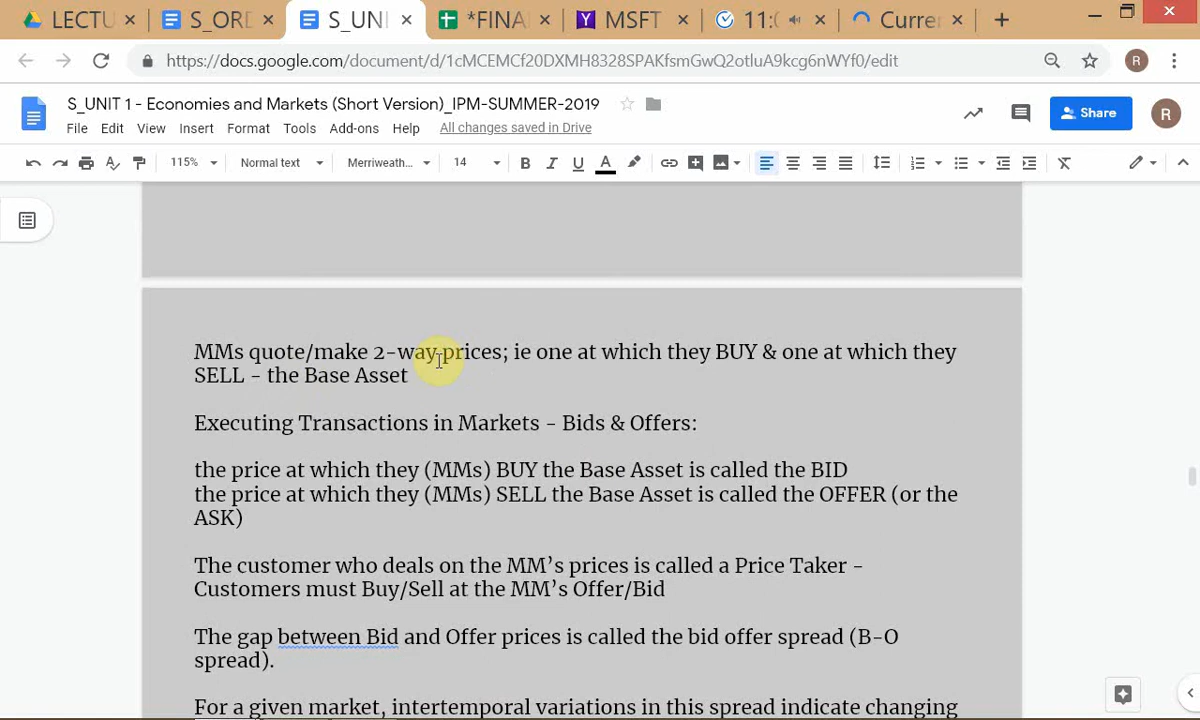 LECTU
S_ORD
S_UNI
*FINA
MSFT
11:0
Curre
https://docs.google.com/document/d/1cMCEMCf20DXMH8328SPAKfsmGwQ2otluA9kcg6nWYf0/edit
R
S_UNIT 1 - Economies and Markets (Short Version)_IPM-SUMMER-2019
File Edit View Insert Format Tools Add-ons Help All changes saved in Drive
Share
R
115% Normal text Merriweath... 14 B I U A
MMs quote/make 2-way prices; ie one at which they BUY & one at which they
SELL - the Base Asset
Executing Transactions in Markets - Bids & Offers:
the price at which they (MMs) BUY the Base Asset is called the BID
the price at which they (MMs) SELL the Base Asset is called the OFFER (or the
ASK)
The customer who deals on the MM’s prices is called a Price Taker -
Customers must Buy/Sell at the MM’s Offer/Bid
The gap between Bid and Offer prices is called the bid offer spread (B-O
spread).
For a given market, intertemporal variations in this spread indicate changing